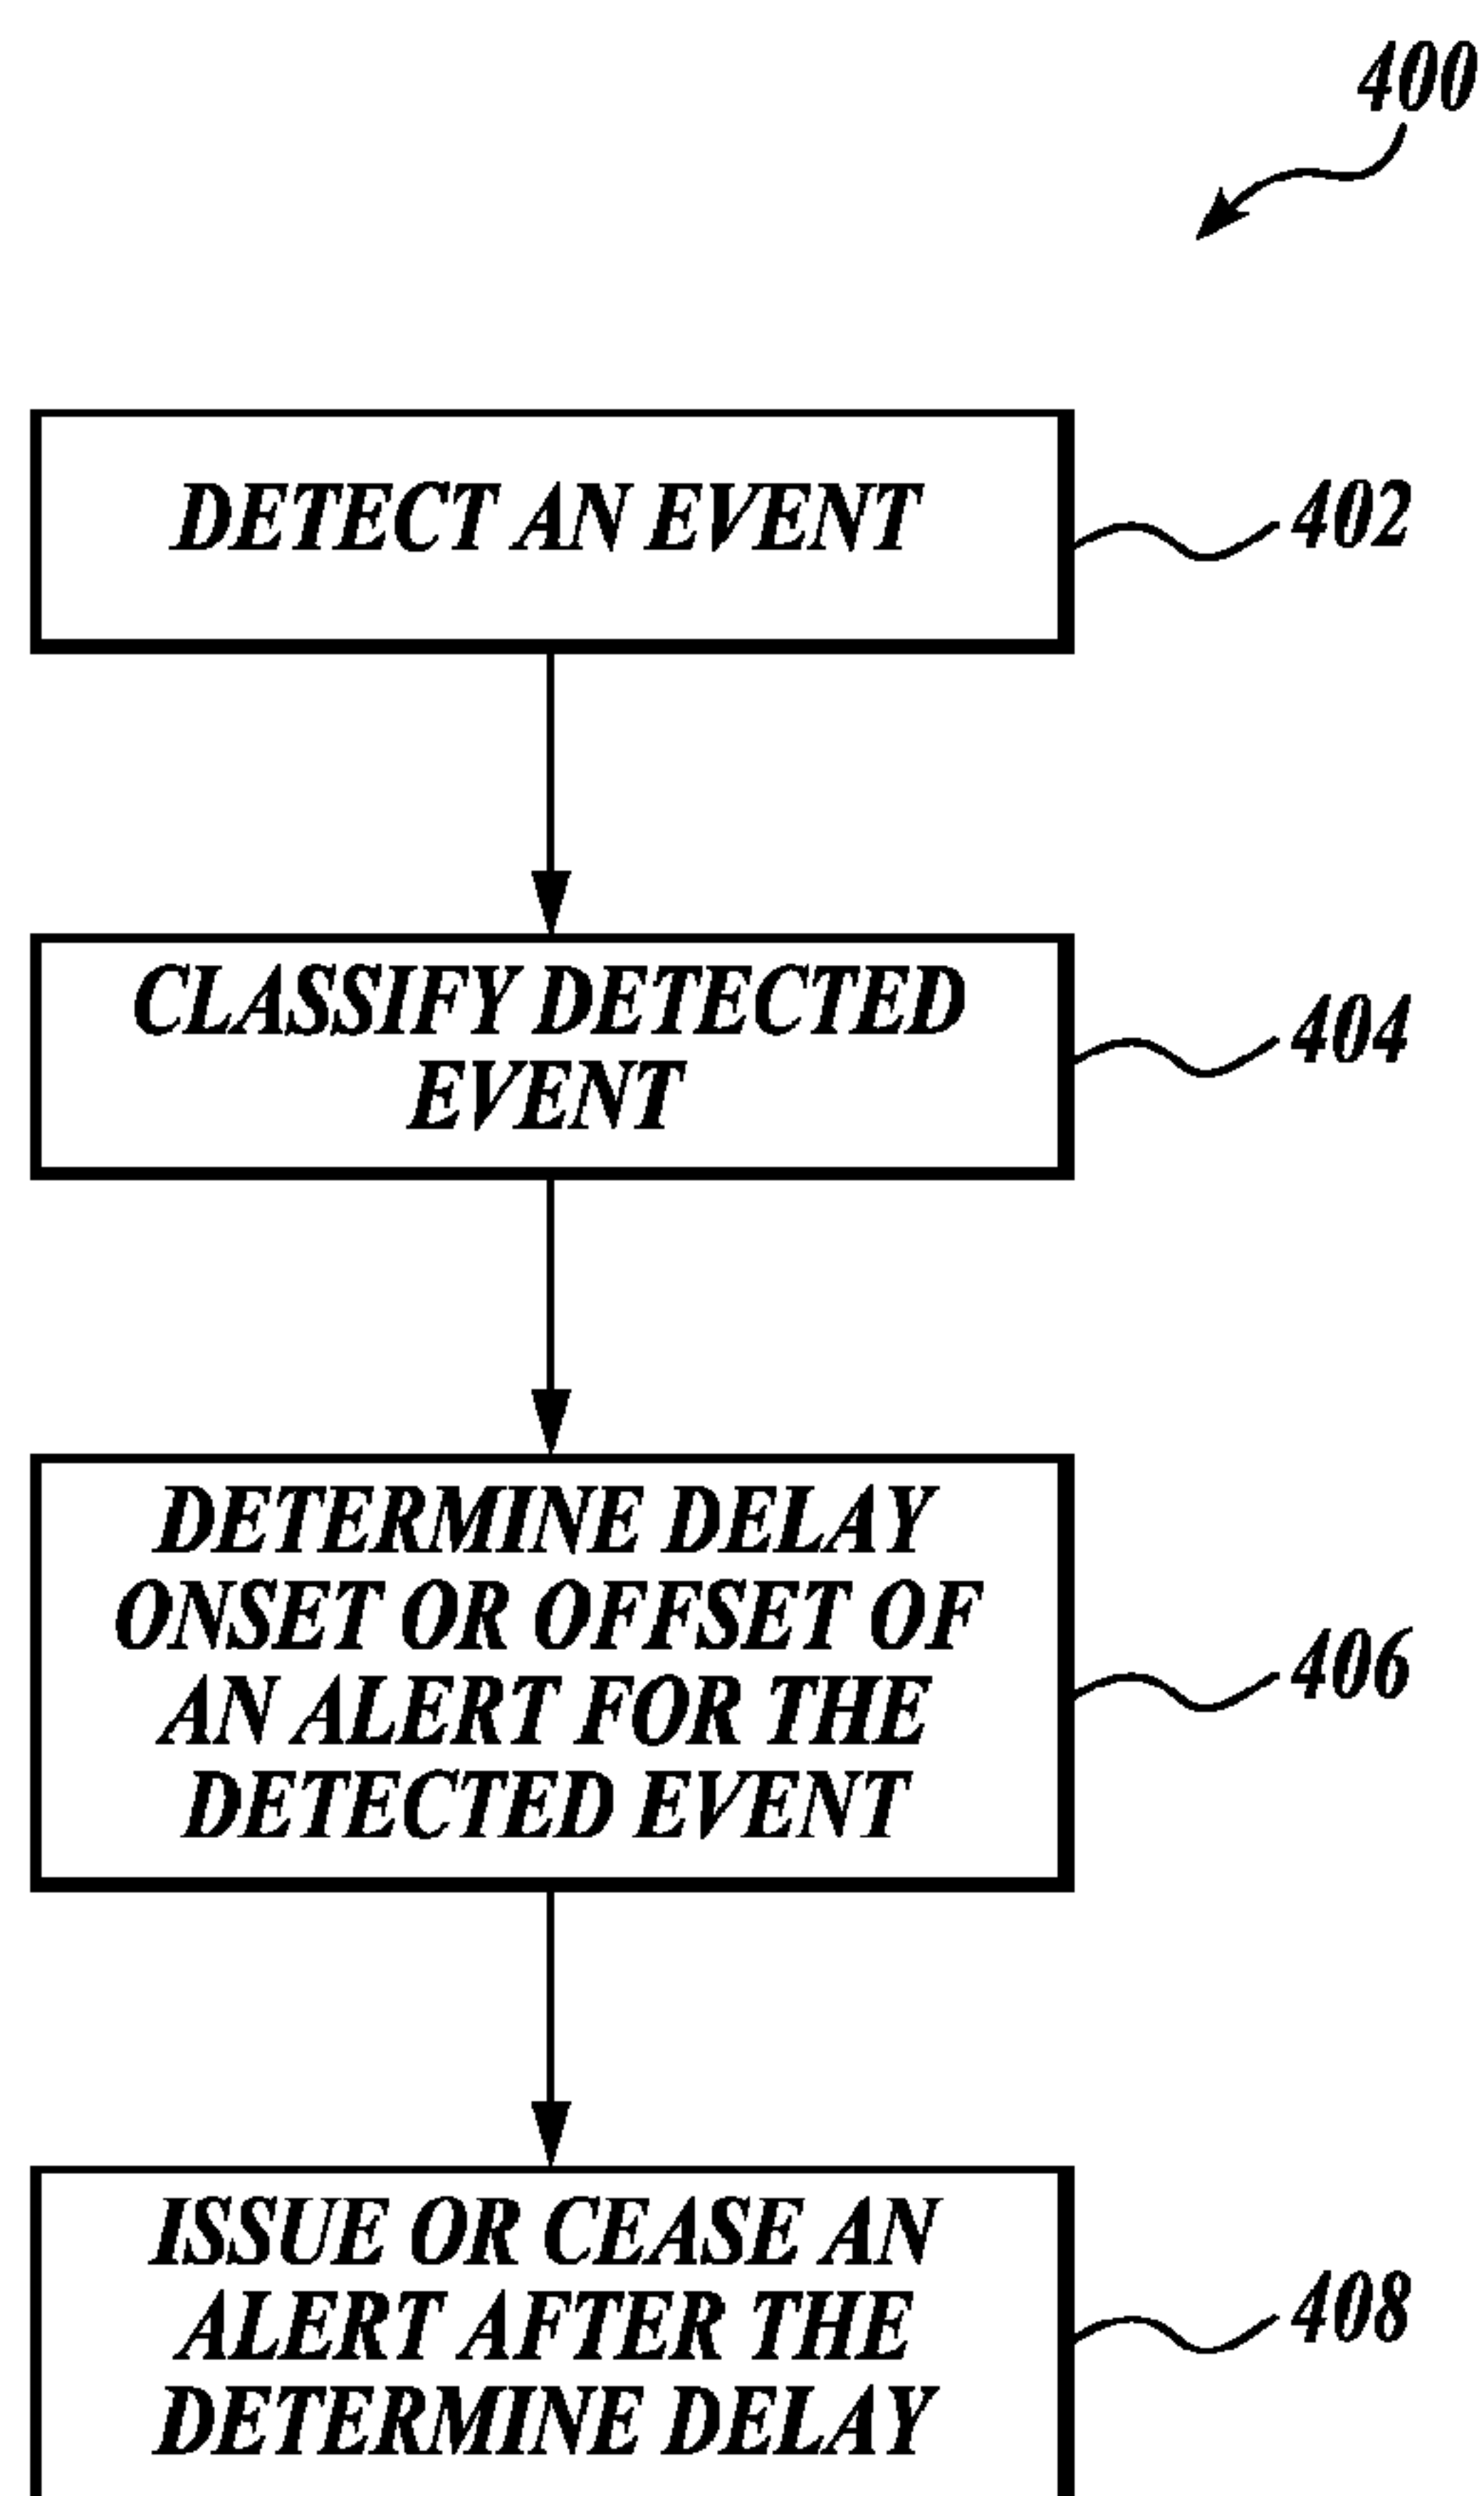 400
DETECT AN EVENT
402
CLASSIFY DETECTED
EVENT
404
DETERMINE DELAY
ONSET OR OFFSET OF
AN ALERT FOR THE
DETECTED EVENT
406
ISSUE OR CEASE AN
ALERT AFTER THE
DETERMINE DELAY
408